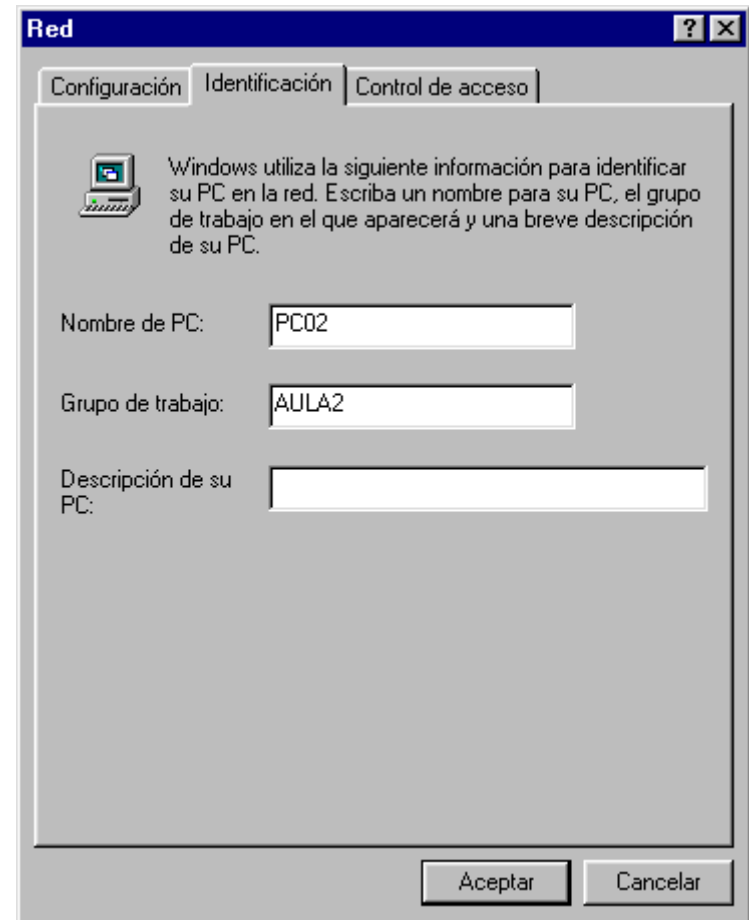 Red
Configuración Identificación Control de acceso
Windows utiliza la siguiente información para identificar
su PC en la red. Escriba un nombre para su PC, el grupo
de trabajo en el que aparecerá y una breve descripción
de su PC.
Nombre de PC: PC02
Grupo de trabajo: AULA2
Descripción de su
PC:
Aceptar Cancelar